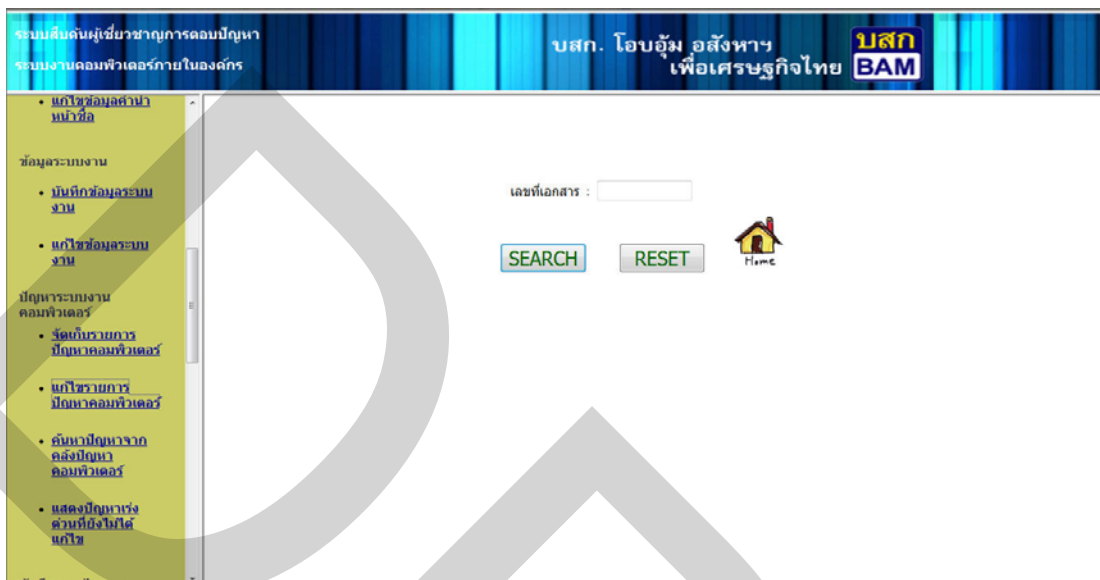 ระบบสืบค้นผู้เชี่ยวชาญการตอบปัญหา
ระบบงานคอมพิวเตอร์ภายในองค์กร
บสก. โอบอุ้ม อสังหาฯ
เพื่อเศรษฐกิจไทย
บสก
BAM
แก้ไขข้อมูลคำนำ
หน้าชื่อ
ข้อมูลระบบงาน
บันทึกข้อมูลระบบ
งาน
แก้ไขข้อมูลระบบ
งาน
ปัญหาระบบงาน
คอมพิวเตอร์
จัดเก็บรายการ
ปัญหาคอมพิวเตอร์
แก้ไขรายการ
ปัญหาคอมพิวเตอร์
ค้นหาปัญหาจาก
คลังปัญหา
คอมพิวเตอร์
แสดงปัญหาเร่ง
ด่วนที่ยังไม่ได้
แก้ไข
เลขที่เอกสาร :
SEARCH
RESET
Home